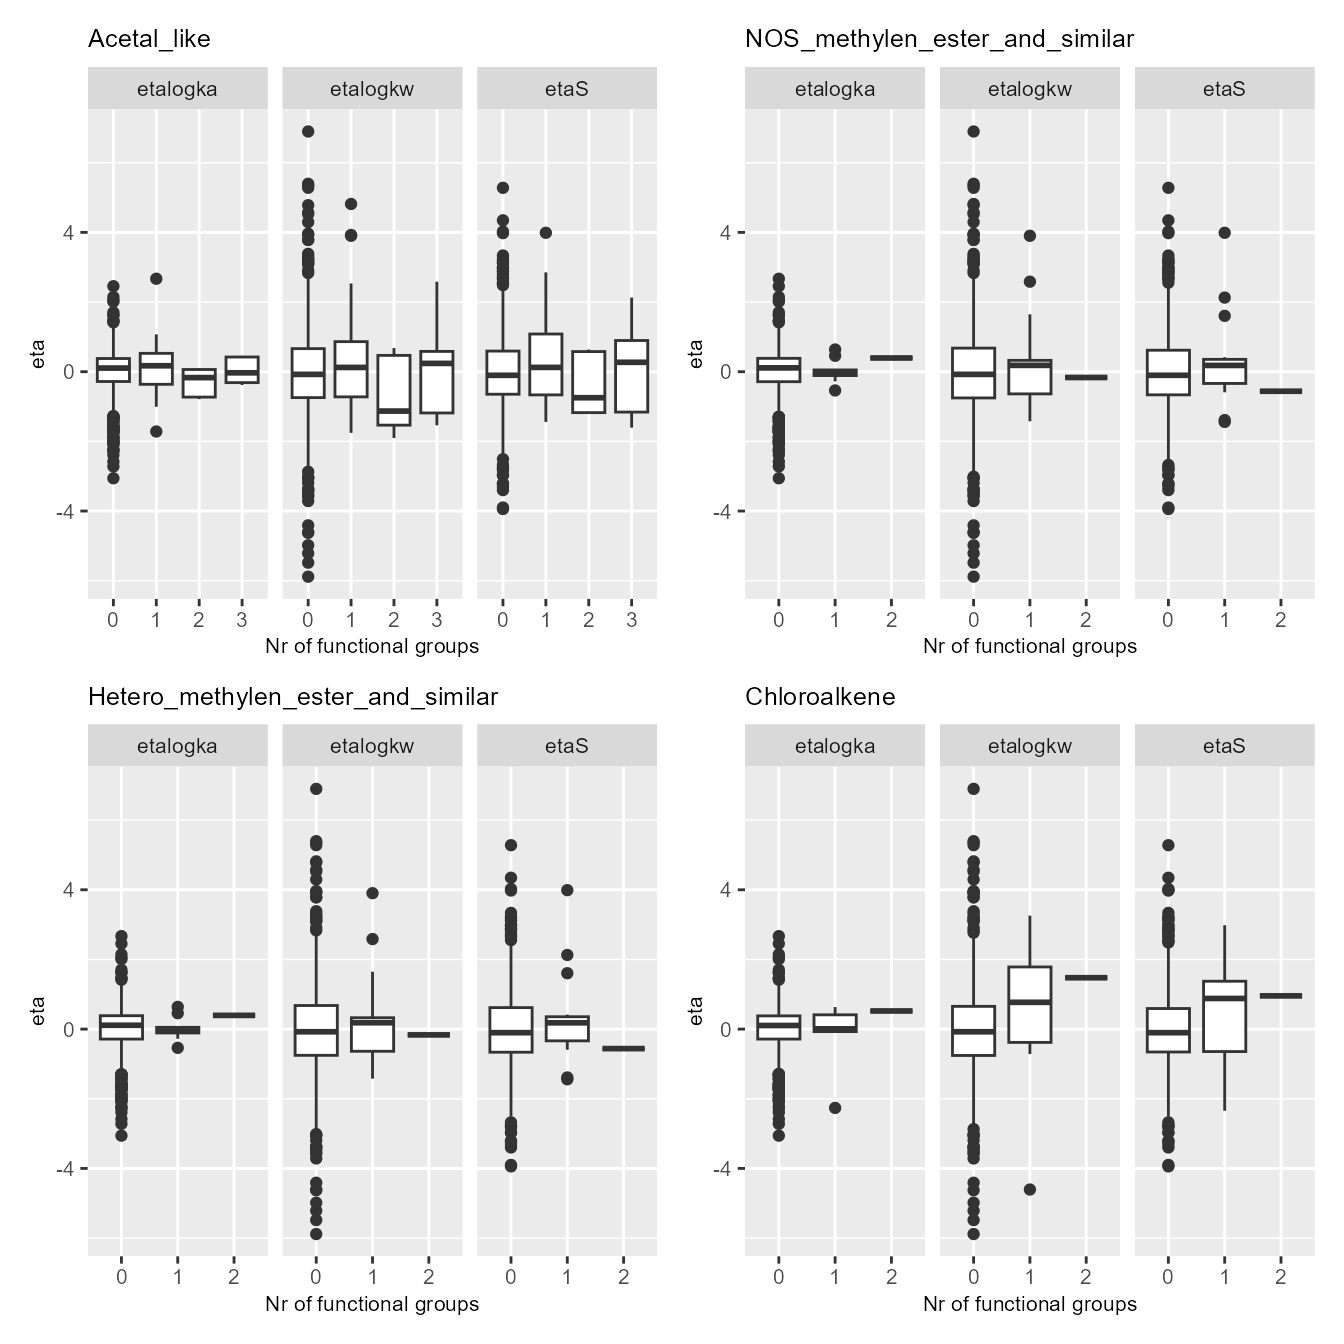 Acetal_like
etalogka etalogkw etaS
eta
4
0
-4
0 1 2 3 0 1 2 3 0 1 2 3
Nr of functional groups
NOS_methylen_ester_and_similar
etalogka etalogkw etaS
eta
4
0
-4
0 1 2 0 1 2 0 1 2
Nr of functional groups
Hetero_methylen_ester_and_similar
etalogka etalogkw etaS
eta
4
0
-4
0 1 2 0 1 2 0 1 2
Nr of functional groups
Chloroalkene
etalogka etalogkw etaS
eta
4
0
-4
0 1 2 0 1 2 0 1 2
Nr of functional groups